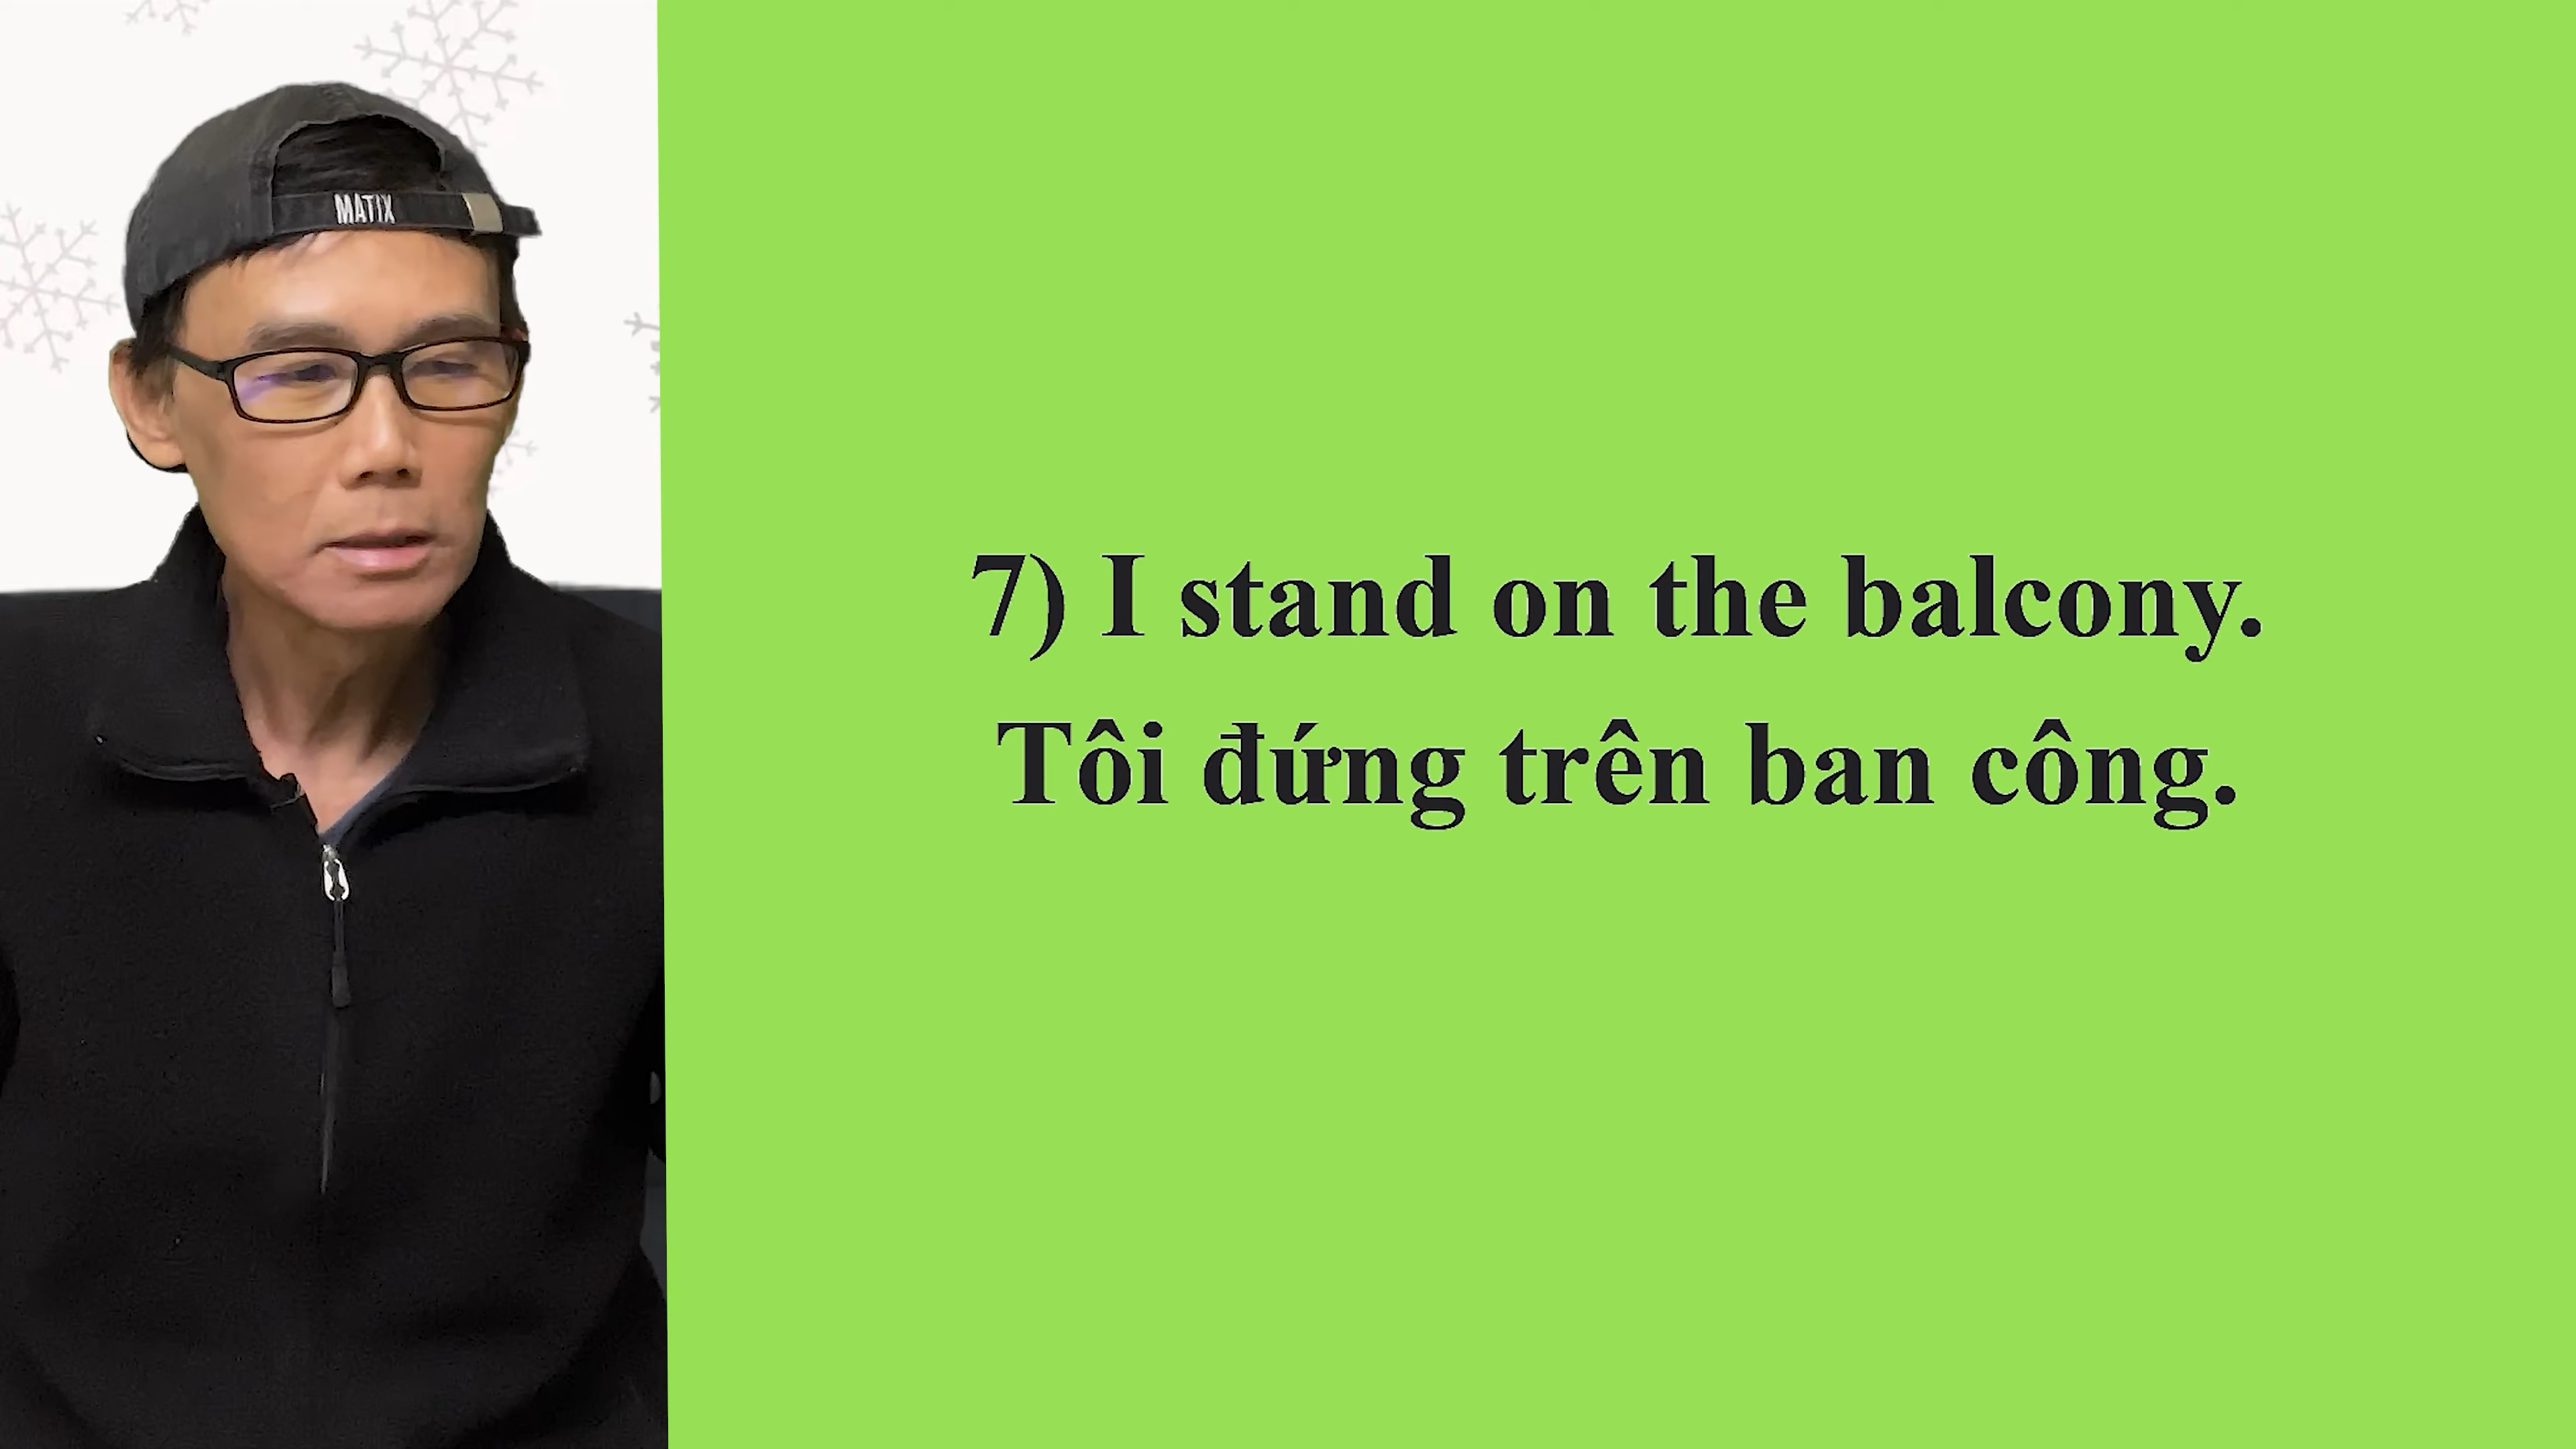 MATIX
7) I stand on the balcony.
Tôi đứng trên ban công.